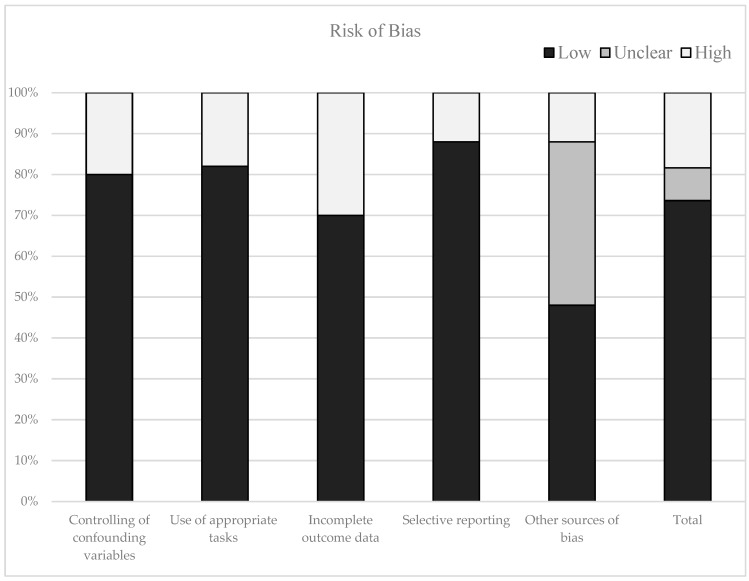 Risk of Bias
Low Unclear High
100%
90%
80%
70%
60%
50%
40%
30%
20%
10%
0%
Controlling of
confounding
variables
Use of appropriate
tasks
Incomplete
outcome data
Selective reporting
Other sources of
bias
Total